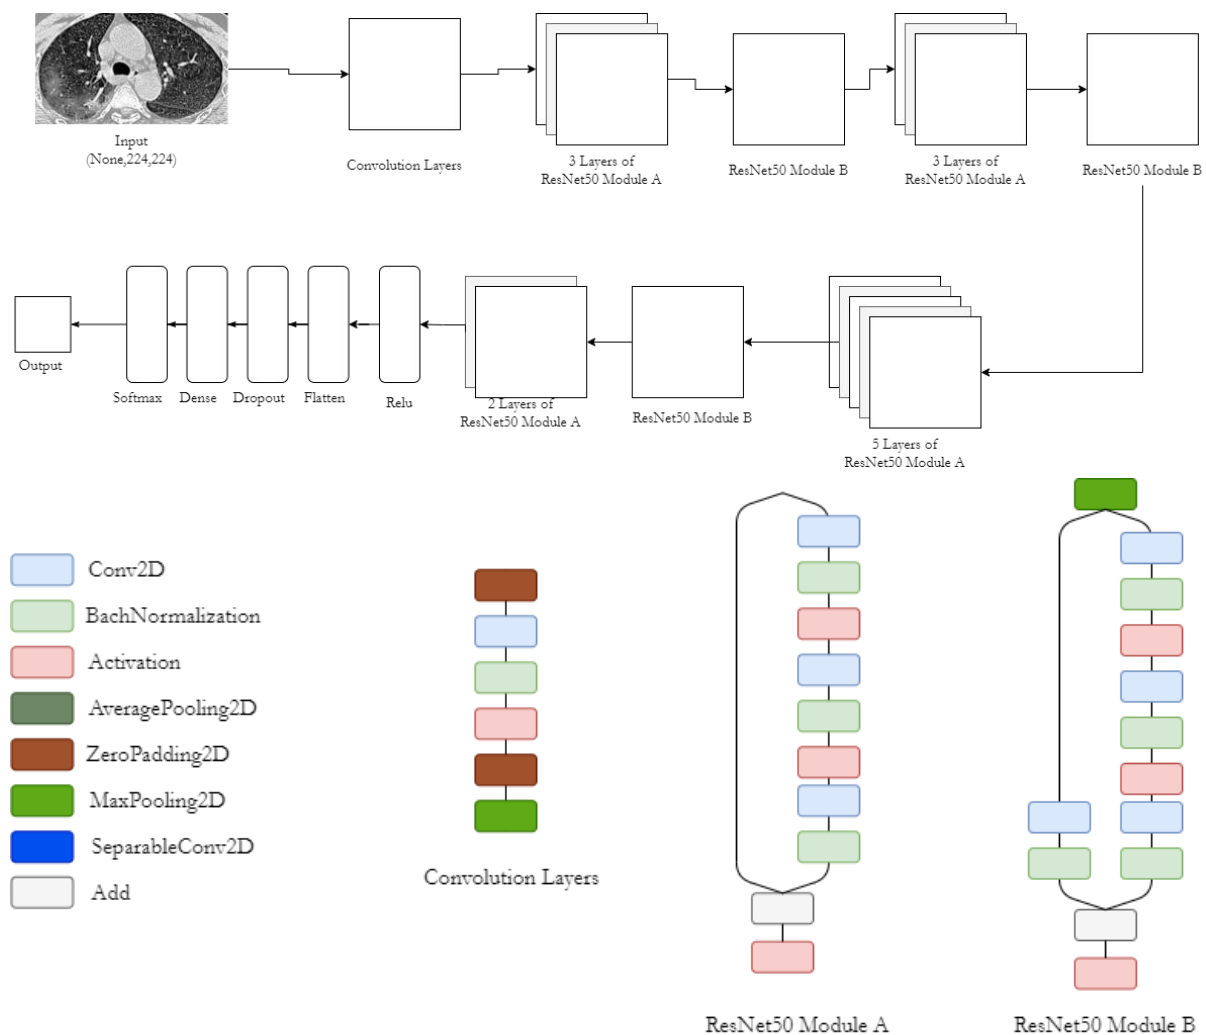 Input
(None,224,224)
Convolution Layers
3 Layers of
ResNet50 Module A
ResNet50 Module B
3 Layers of
ResNet50 Module A
ResNet50 Module B
Output
Softmax
Dense
Dropout
Flatten
Relu
2 Layers of
ResNet50 Module A
ResNet50 Module B
5 Layers of
ResNet50 Module A
Conv2D
BachNormalization
Activation
AveragePooling2D
ZeroPadding2D
MaxPooling2D
SeparableConv2D
Add
Convolution Layers
ResNet50 Module A
ResNet50 Module B